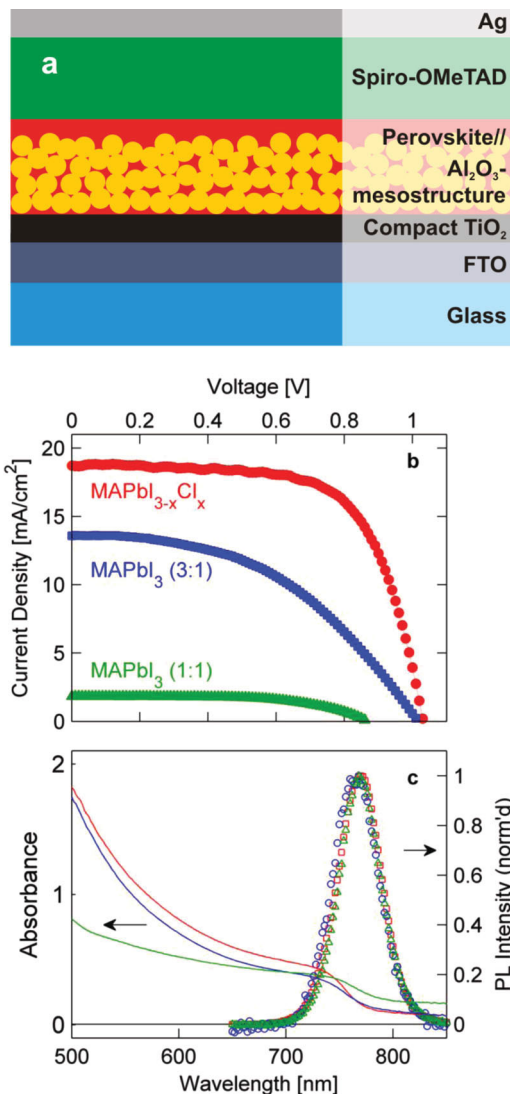 a
Ag
Spiro-OMeTAD
Perovskite//
Al₂O₃-
mesostructure
Compact TiO₂
FTO
Glass
Voltage [V]
0 0.2 0.4 0.6 0.8 1
20
15
10
5
0
Current Density [mA/cm²]
b
MAPbI₃₋ₓClₓ
MAPbI₃ (3:1)
MAPbI₃ (1:1)
c
2
1
0
Absorbance
1
0.8
0.6
0.4
0.2
0
PL Intensity (norm'd)
500 600 700 800
Wavelength [nm]